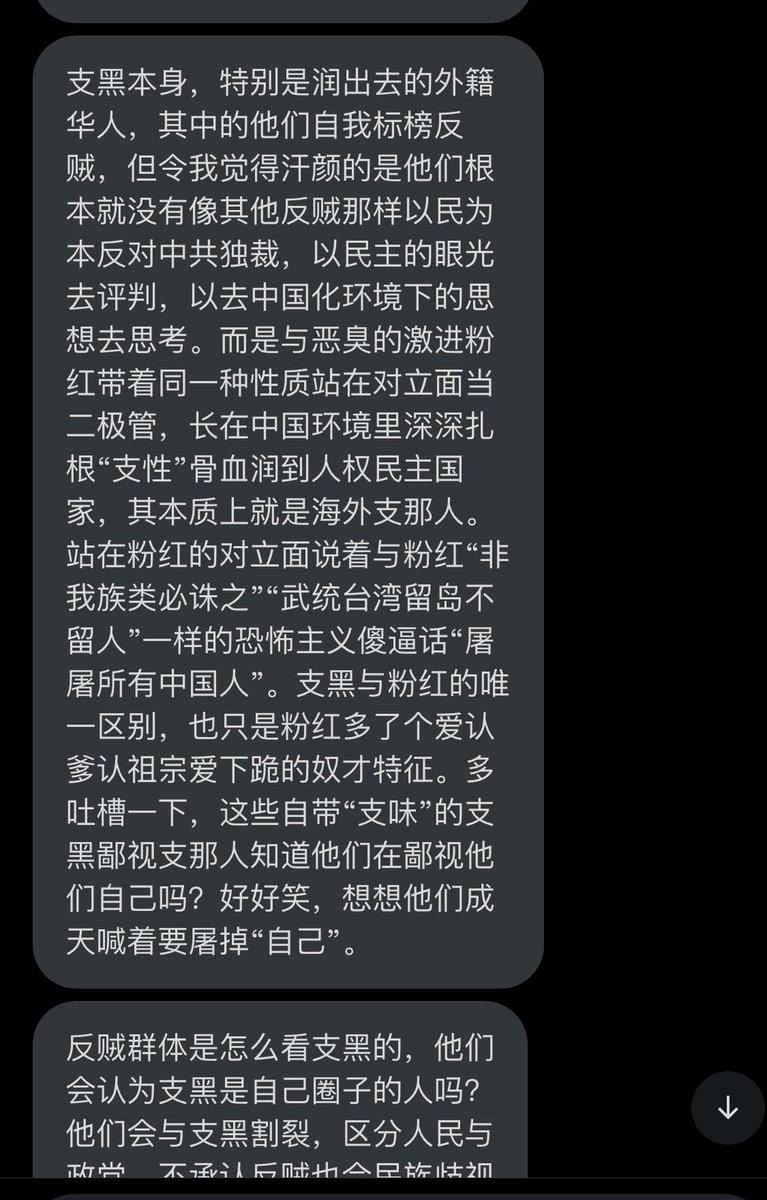 支黑本身，特别是润出去的外籍
华人，其中的他们自我标榜反
贼，但令我觉得汗颜的是他们根
本就没有像其他反贼那样以民为
本反对中共独裁，以民主的眼光
去评判，以去中国化环境下的思
想去思考。而是与恶臭的激进粉
红带着同一种性质站在对立面当
二极管，长在中国环境里深深扎
根“支性”骨血润到人权民主国
家，其本质上就是海外支那人。
站在粉红的对立面说着与粉红“非
我族类必诛之”“武统台湾留岛不
留人”一样的恐怖主义傻逼话“屠
屠所有中国人”。支黑与粉红的唯
一区别，也只是粉红多了个爱认
爹认祖宗爱下跪的奴才特征。多
吐槽一下，这些自带“支味”的支
黑鄙视支那人知道他们在鄙视他
们自己吗？好好笑，想想他们成
天喊着要屠掉“自己”。
反贼群体是怎么看支黑的，他们
会认为支黑是自己圈子的人吗？
他们会与支黑割裂，区分人民与
政党，不承认反贼也会民族歧视